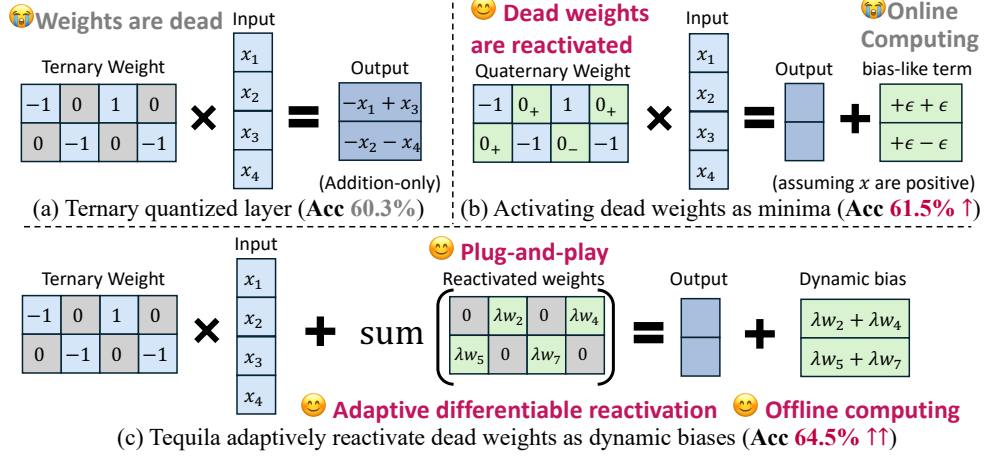 😭 Weights are dead
Ternary Weight
Input
Output
−1 0 1 0
0 −1 0 −1
×
x₁
x₂
x₃
x₄
=
−x₁ + x₃
−x₂ − x₄
(Addition-only)
(a) Ternary quantized layer (Acc 60.3%)
😊 Dead weights
are reactivated
Quaternary Weight
Input
Output
😭 Online
Computing
bias-like term
−1 0₊ 1 0₊
0₊ −1 0₋ −1
×
x₁
x₂
x₃
x₄
=
+
+ϵ + ϵ
+ϵ − ϵ
(assuming x are positive)
(b) Activating dead weights as minima (Acc 61.5% ↑)
Ternary Weight
Input
😊 Plug-and-play
Reactivated weights
Output
Dynamic bias
−1 0 1 0
0 −1 0 −1
×
x₁
x₂
x₃
x₄
+
sum
0 λw₂ 0 λw₄
λw₅ 0 λw₇ 0
=
+
λw₂ + λw₄
λw₅ + λw₇
😊 Adaptive differentiable reactivation 😊 Offline computing
(c) Tequila adaptively reactivate dead weights as dynamic biases (Acc 64.5% ↑↑)